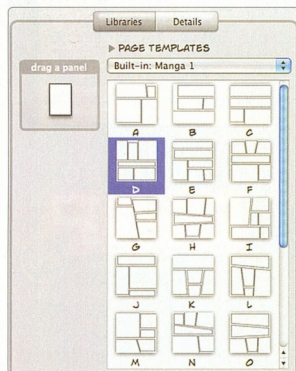 Libraries Details
PAGE TEMPLATES
drag a panel
Built-in: Manga 1
A B C
D E F
G H I
J K L
M N O